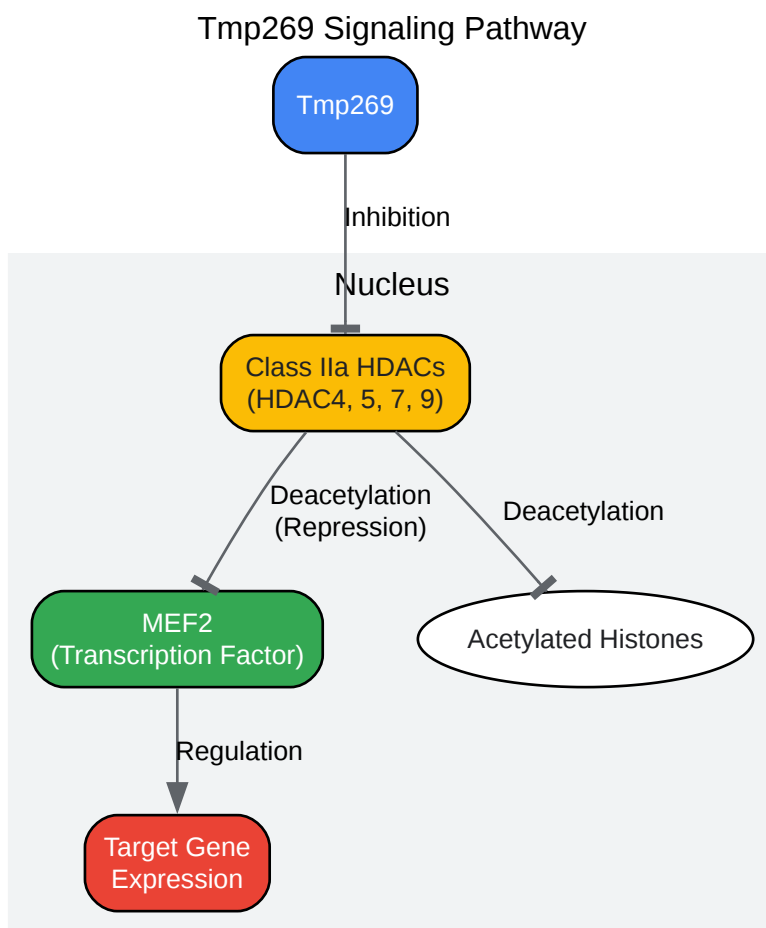 Tmp269 Signaling Pathway
Tmp269
Inhibition
Nucleus
Class IIa HDACs
(HDAC4, 5, 7, 9)
Deacetylation
(Repression)
Deacetylation
MEF2
(Transcription Factor)
Acetylated Histones
Regulation
Target Gene
Expression